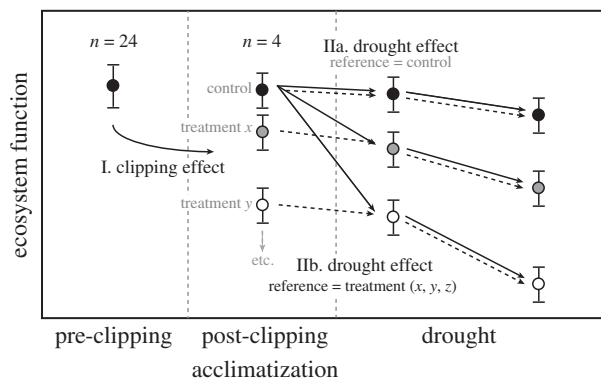 n = 24
n = 4
IIa. drought effect
reference = control
control
treatment x
I. clipping effect
treatment y
etc.
IIb. drought effect
reference = treatment (x, y, z)
ecosystem function
pre-clipping
post-clipping
drought
acclimatization